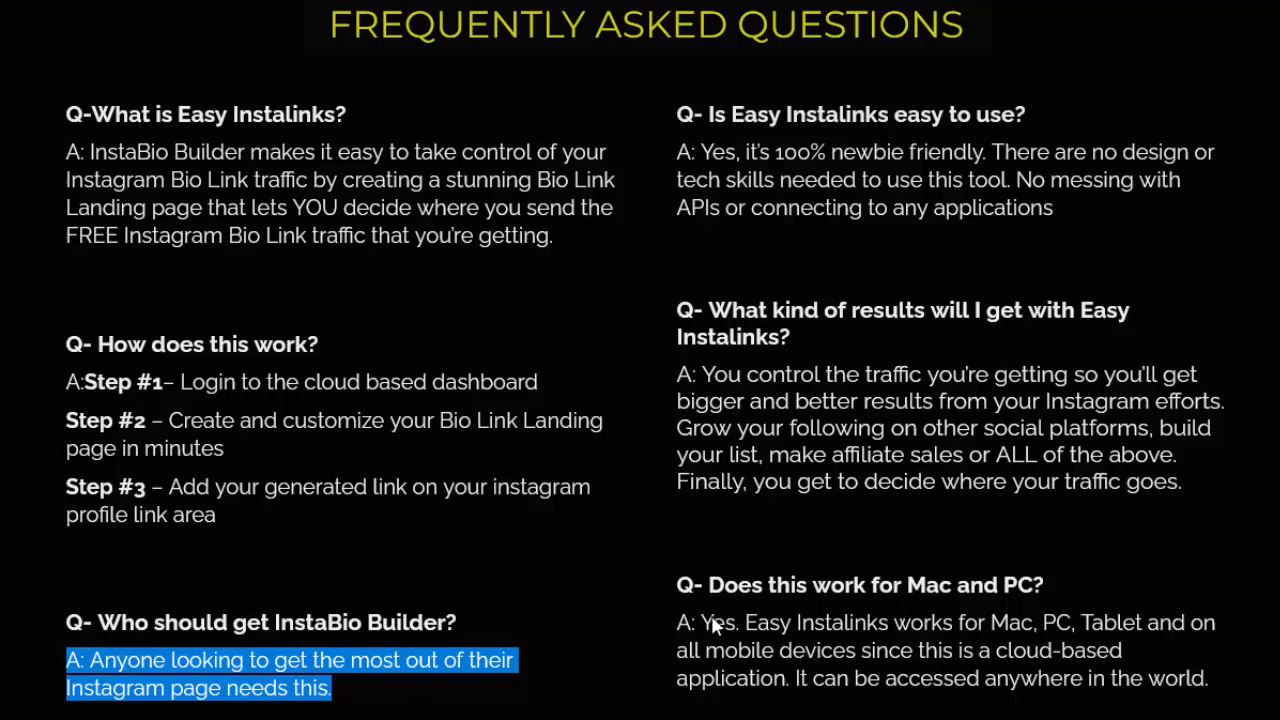 FREQUENTLY ASKED QUESTIONS
Q-What is Easy Instalinks?
A: InstaBio Builder makes it easy to take control of your
Instagram Bio Link traffic by creating a stunning Bio Link
Landing page that lets YOU decide where you send the
FREE Instagram Bio Link traffic that you're getting.
Q- How does this work?
A:Step #1– Login to the cloud based dashboard
Step #2 – Create and customize your Bio Link Landing
page in minutes
Step #3 – Add your generated link on your instagram
profile link area
Q- Who should get InstaBio Builder?
A: Anyone looking to get the most out of their
Instagram page needs this.
Q- Is Easy Instalinks easy to use?
A: Yes, it's 100% newbie friendly. There are no design or
tech skills needed to use this tool. No messing with
APIs or connecting to any applications
Q- What kind of results will I get with Easy
Instalinks?
A: You control the traffic you're getting so you'll get
bigger and better results from your Instagram efforts.
Grow your following on other social platforms, build
your list, make affiliate sales or ALL of the above.
Finally, you get to decide where your traffic goes.
Q- Does this work for Mac and PC?
A: Yes. Easy Instalinks works for Mac, PC, Tablet and on
all mobile devices since this is a cloud-based
application. It can be accessed anywhere in the world.